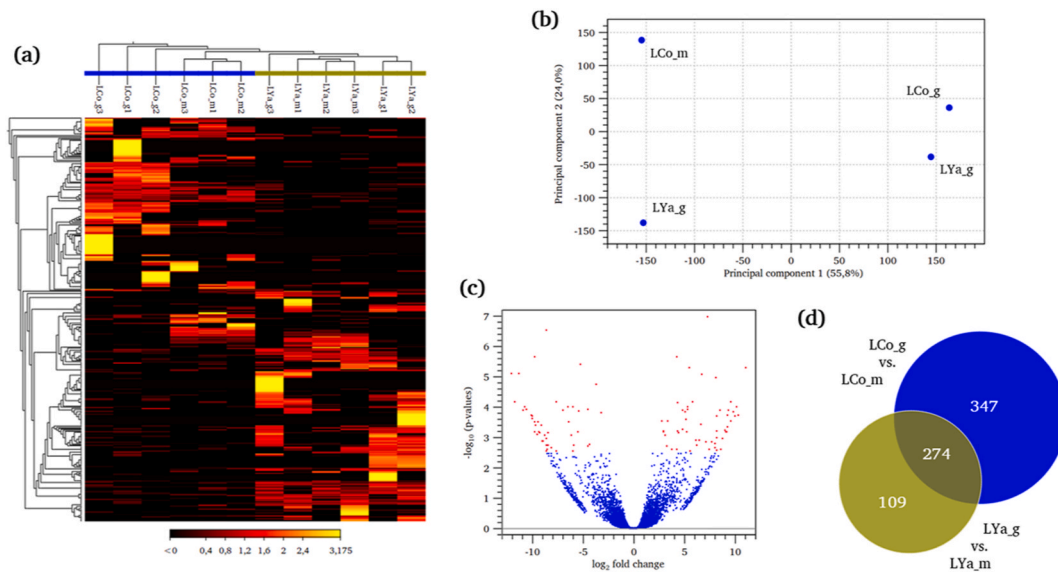 (a)
LCo_g3
LCo_g1
LCo_g2
LCo_m3
LCo_m1
LCo_m2
LYa_g3
LYa_m1
LYa_m2
LYa_m3
LYa_g1
LYa_g2
<0 0,4 0,8 1,2 1.6 2 2,4 3,175
(b)
Principal component 2 (24,0%)
150
100
50
0
-50
-100
-150
LCo_m
LCo_g
LYa_g
LYa_g
-150 -100 -50 0 50 100 150
Principal component 1 (55,8%)
(c)
-log10 (p-values)
7
6
5
4
3
2
1
0
-10 -5 0 5 10
log2 fold change
(d)
LCo_g
vs.
LCo_m
347
274
109
LYa_g
vs.
LYa_m